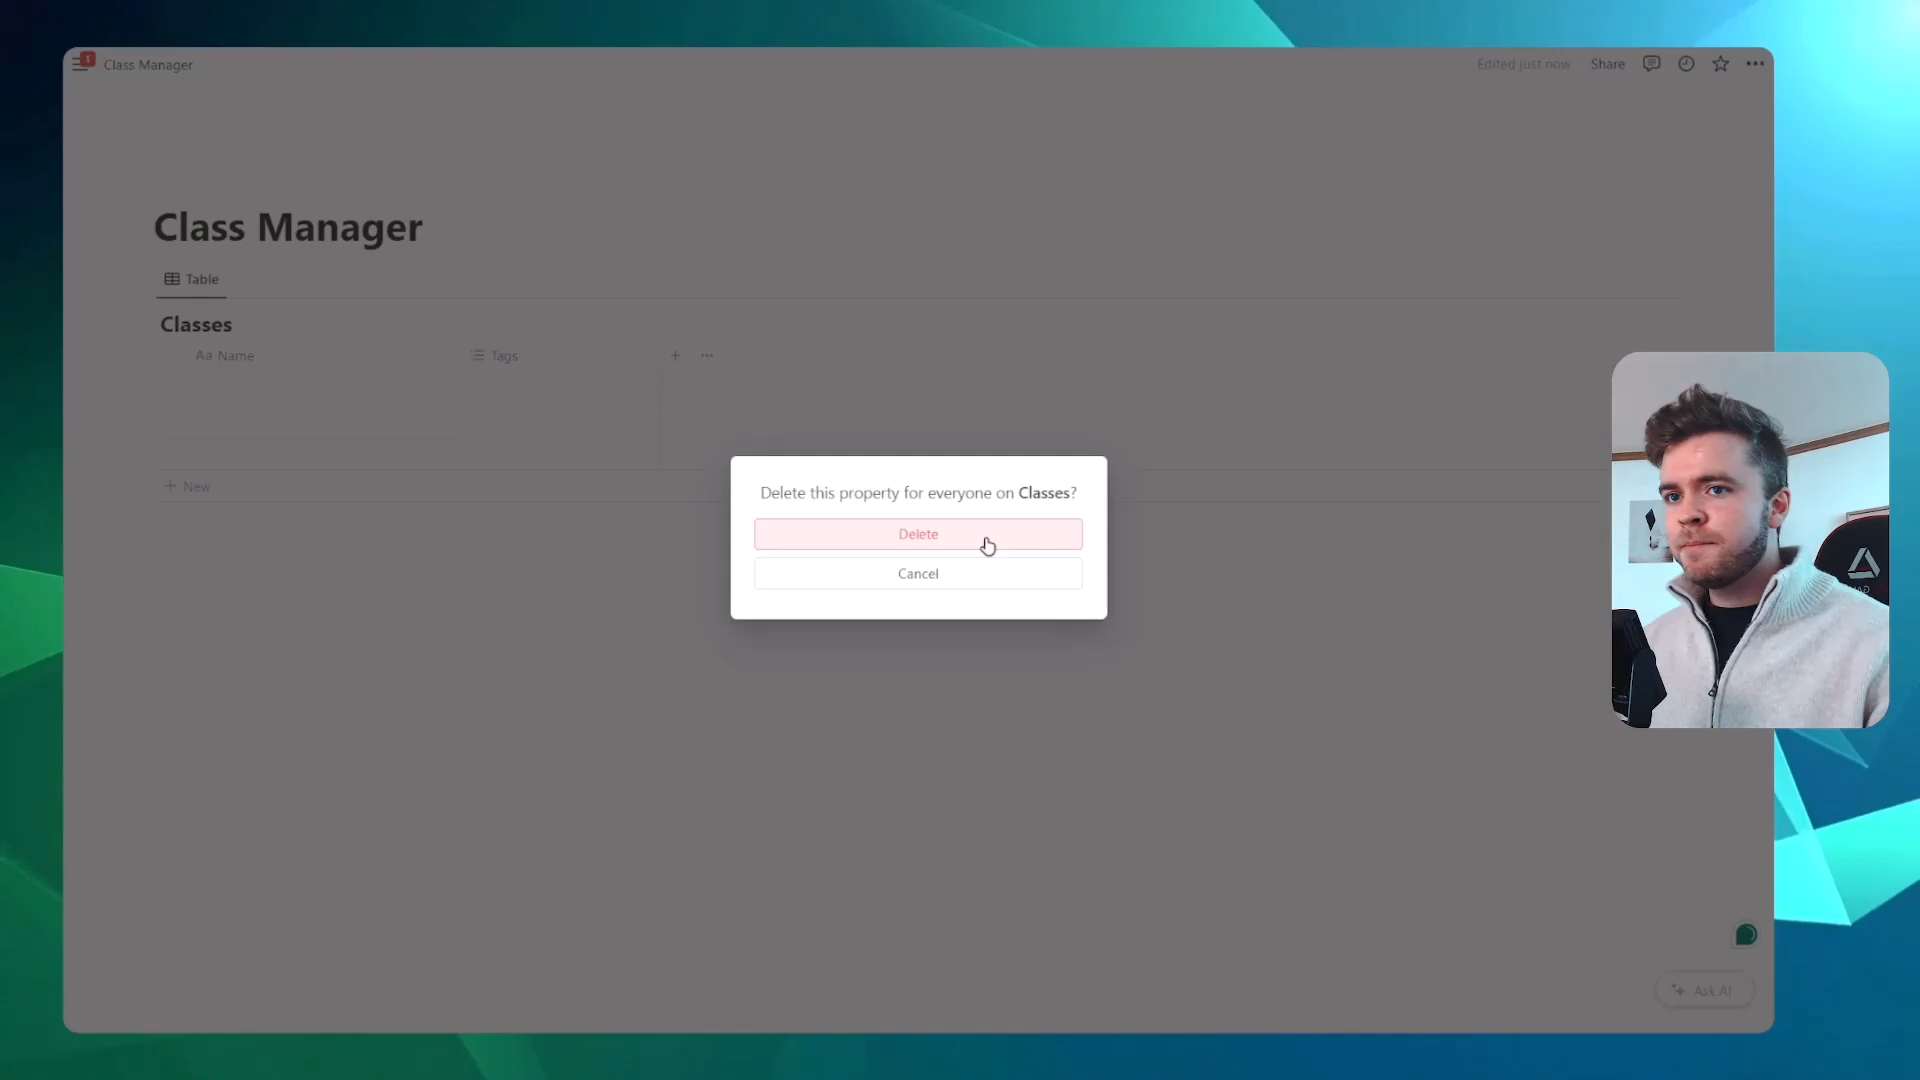 1
Class Manager
Edited just now
Share
Class Manager
Table
Classes
Aa Name
Tags
New
Delete this property for everyone on Classes?
Delete
Cancel
Ask AI